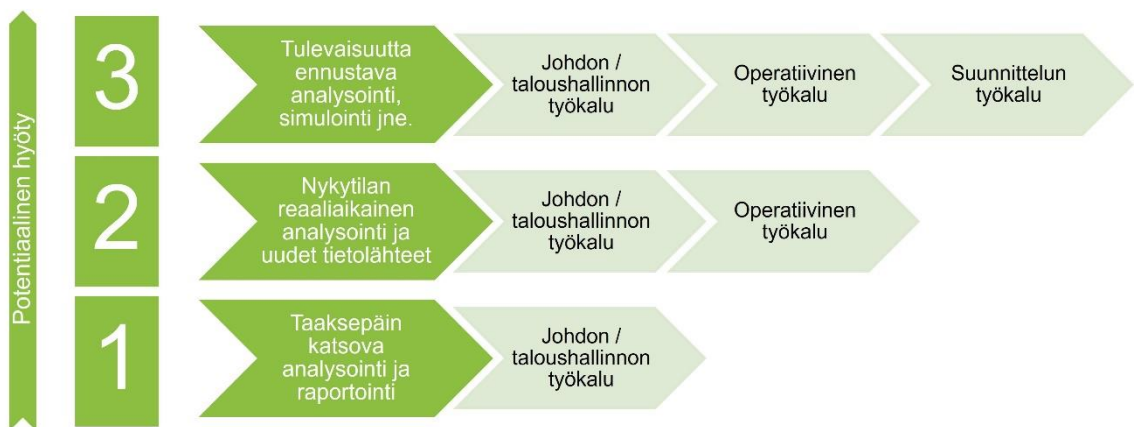 Potentiaalinen hyöty
3
Tulevaisuutta
ennustava
analysointi,
simulointi jne.
Johdon /
taloushallinnon
työkalu
Operatiivinen
työkalu
Suunnittelun
työkalu
2
Nykytilan
reaaliaikainen
analysointi ja
uudet tietolähteet
Johdon /
taloushallinnon
työkalu
Operatiivinen
työkalu
1
Taaksepäin
katsova
analysointi ja
raportointi
Johdon /
taloushallinnon
työkalu